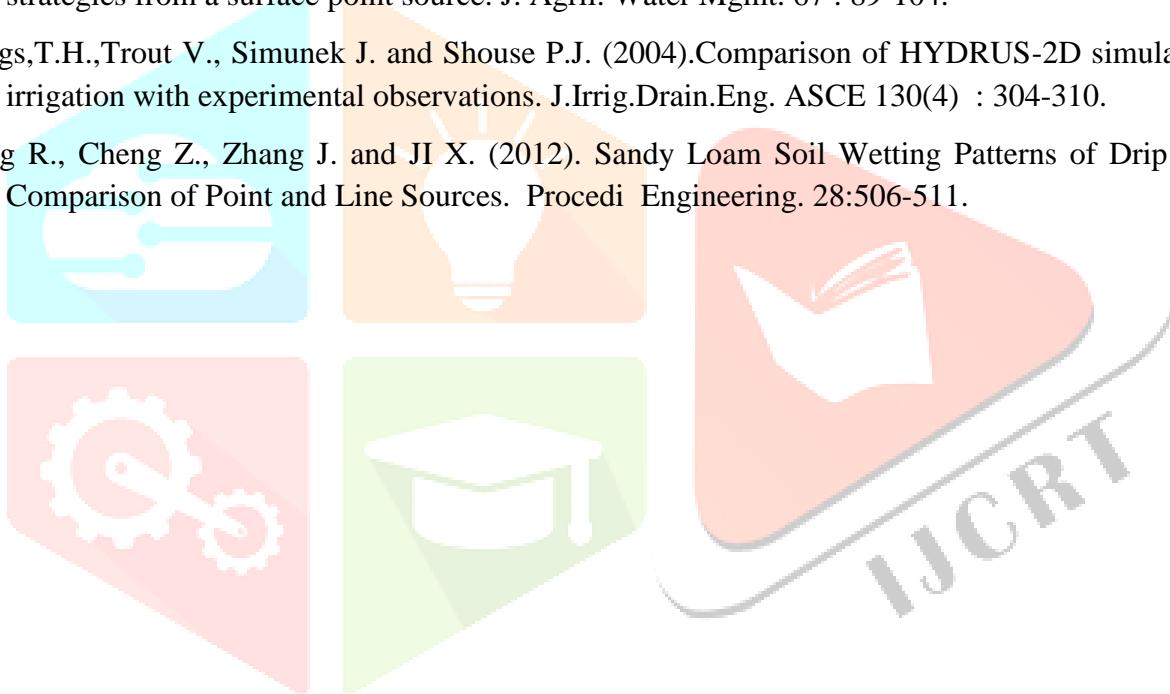 strategies from a surface point source. J. Agril. Water Mgmt. 67 : 89-104.
gs,T.H.,Trout V., Simunek J. and Shouse P.J. (2004).Comparison of HYDRUS-2D simula
irrigation with experimental observations. J.Irrig.Drain.Eng. ASCE 130(4) : 304-310.
g R., Cheng Z., Zhang J. and JI X. (2012). Sandy Loam Soil Wetting Patterns of Drip
Comparison of Point and Line Sources. Procedi Engineering. 28:506-511.
IJCRT